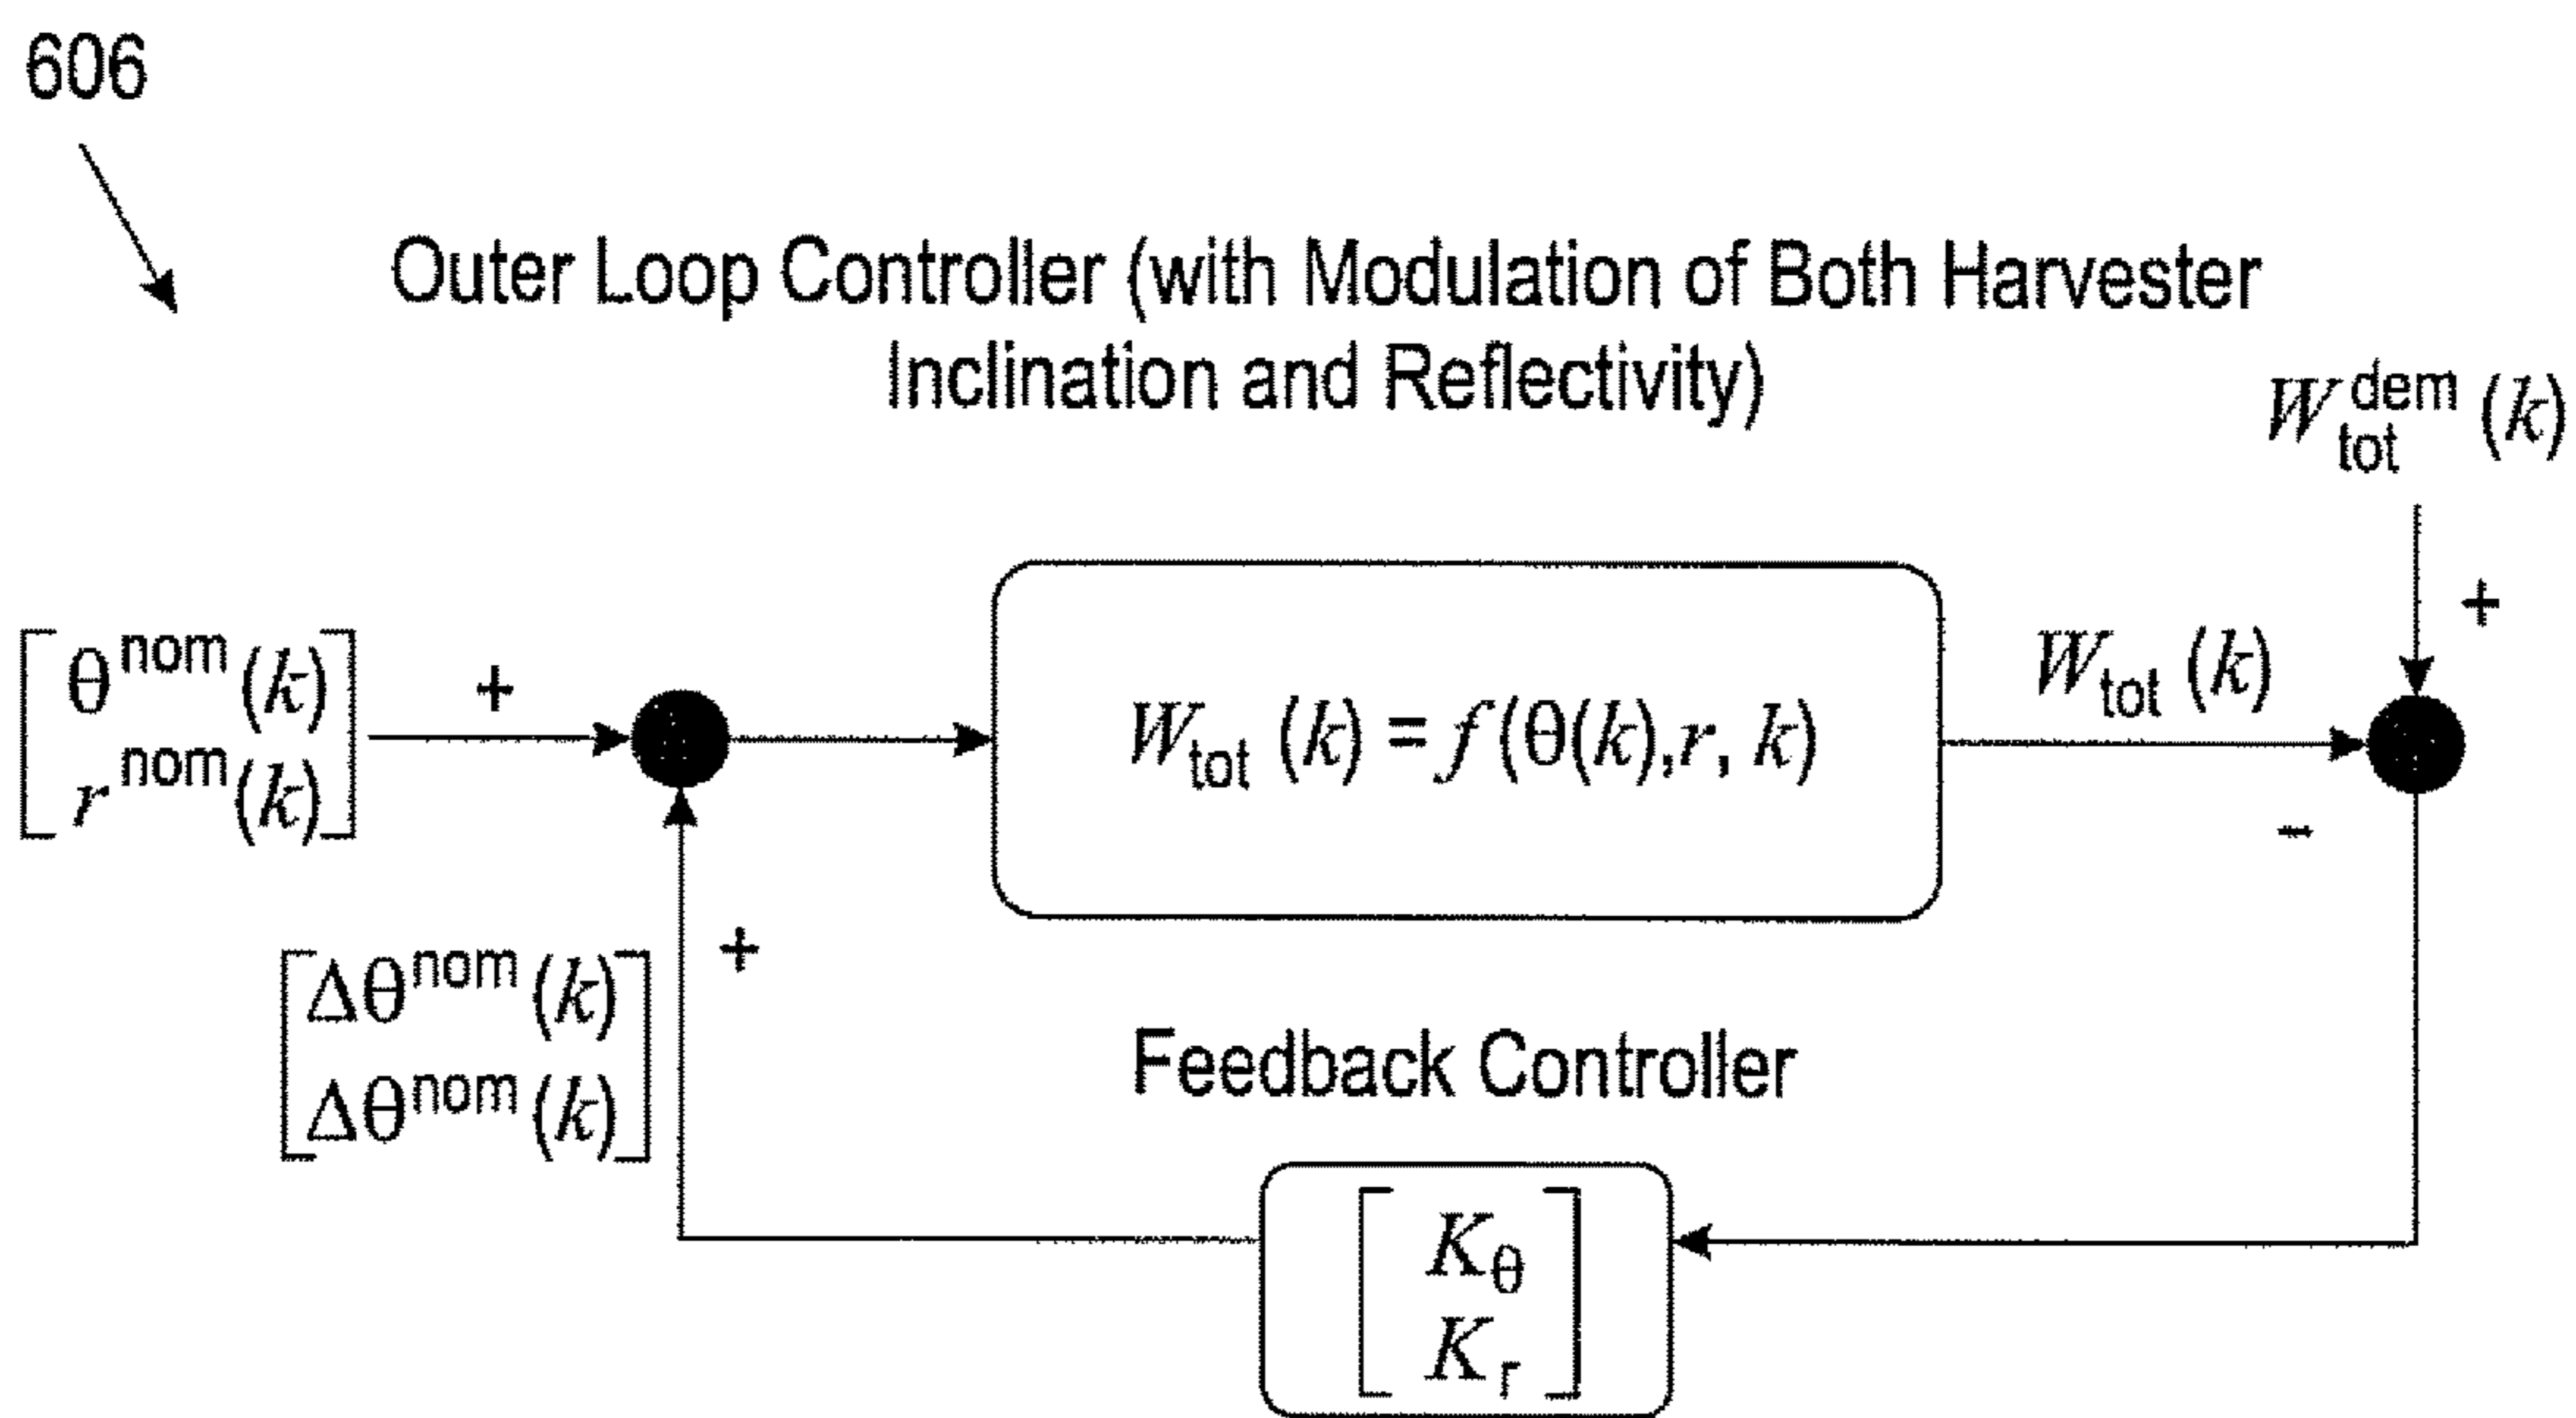 606
Outer Loop Controller (with Modulation of Both Harvester
Inclination and Reflectivity)
W_tot^dem (k)
+
[ θ^nom (k) ]
[ r^nom (k) ]
+
W_tot (k) = f (θ(k),r, k)
W_tot (k)
-
+
[ Δθ^nom (k) ]
[ Δθ^nom (k) ]
Feedback Controller
[ K_θ ]
[ K_r ]